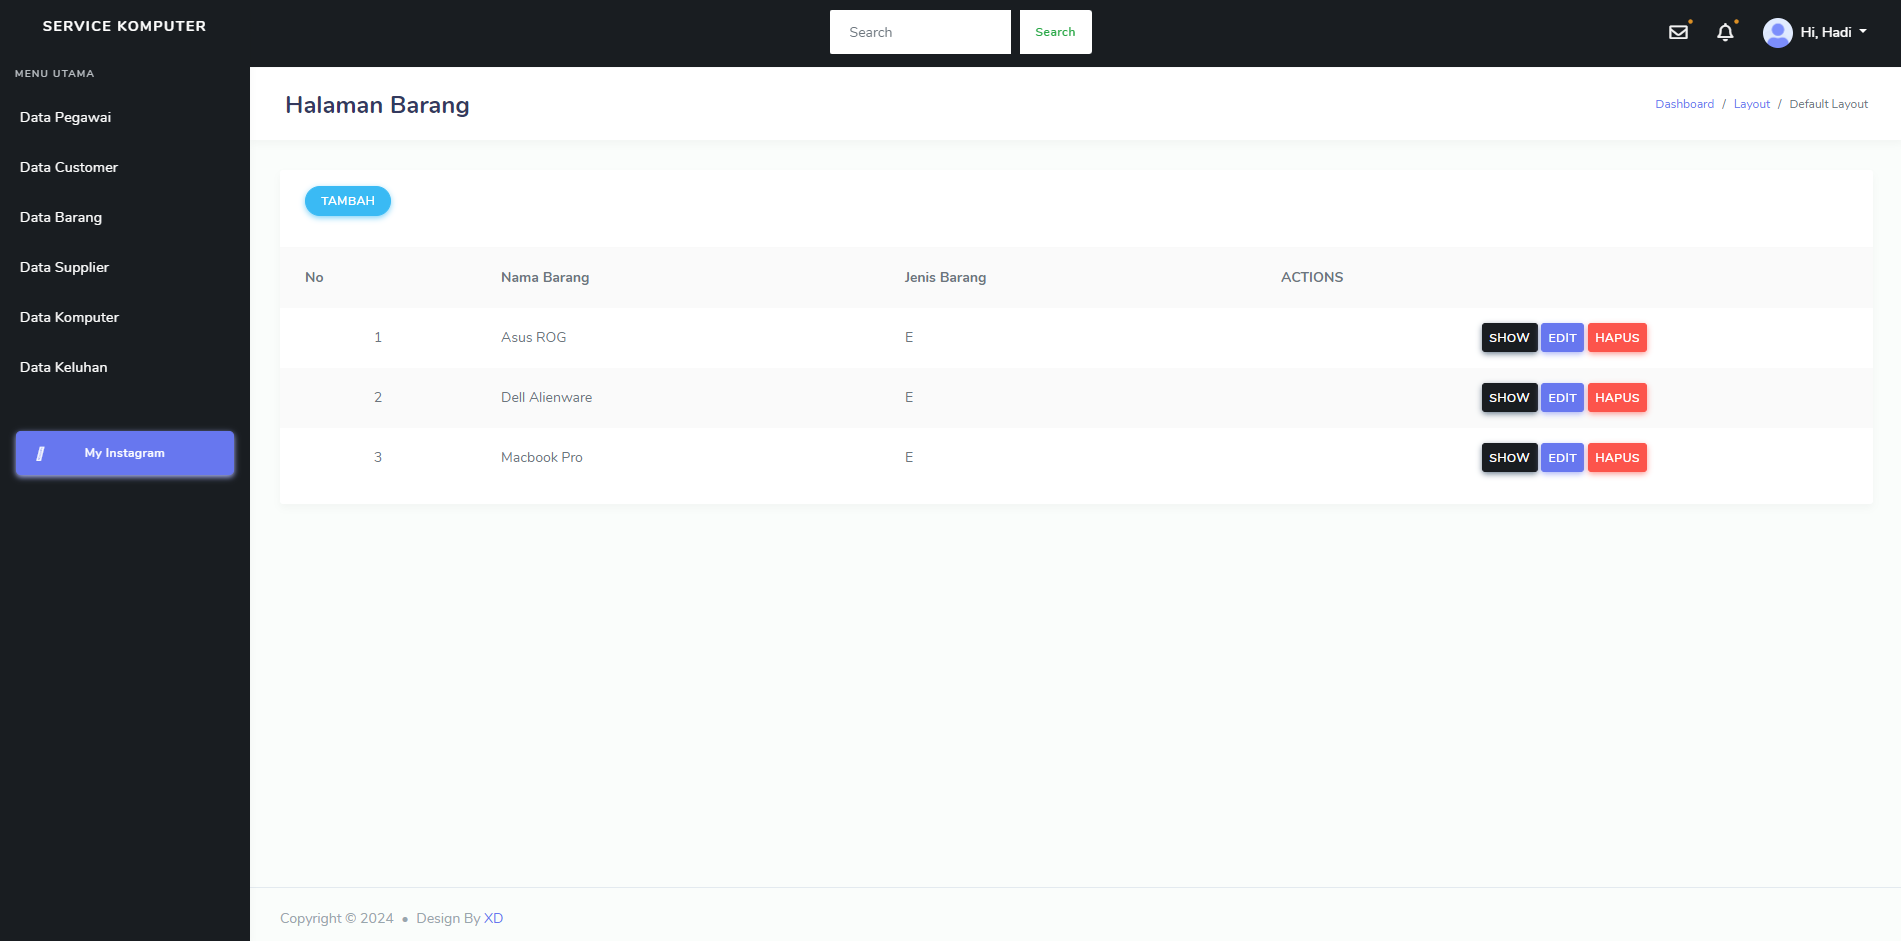 SERVICE KOMPUTER
Search
Search
Hi, Hadi
MENU UTAMA
Data Pegawai
Data Customer
Data Barang
Data Supplier
Data Komputer
Data Keluhan
My Instagram
Halaman Barang
Dashboard / Layout / Default Layout
TAMBAH
No Nama Barang Jenis Barang ACTIONS
1 Asus ROG E SHOW EDIT HAPUS
2 Dell Alienware E SHOW EDIT HAPUS
3 Macbook Pro E SHOW EDIT HAPUS
Copyright © 2024 • Design By XD